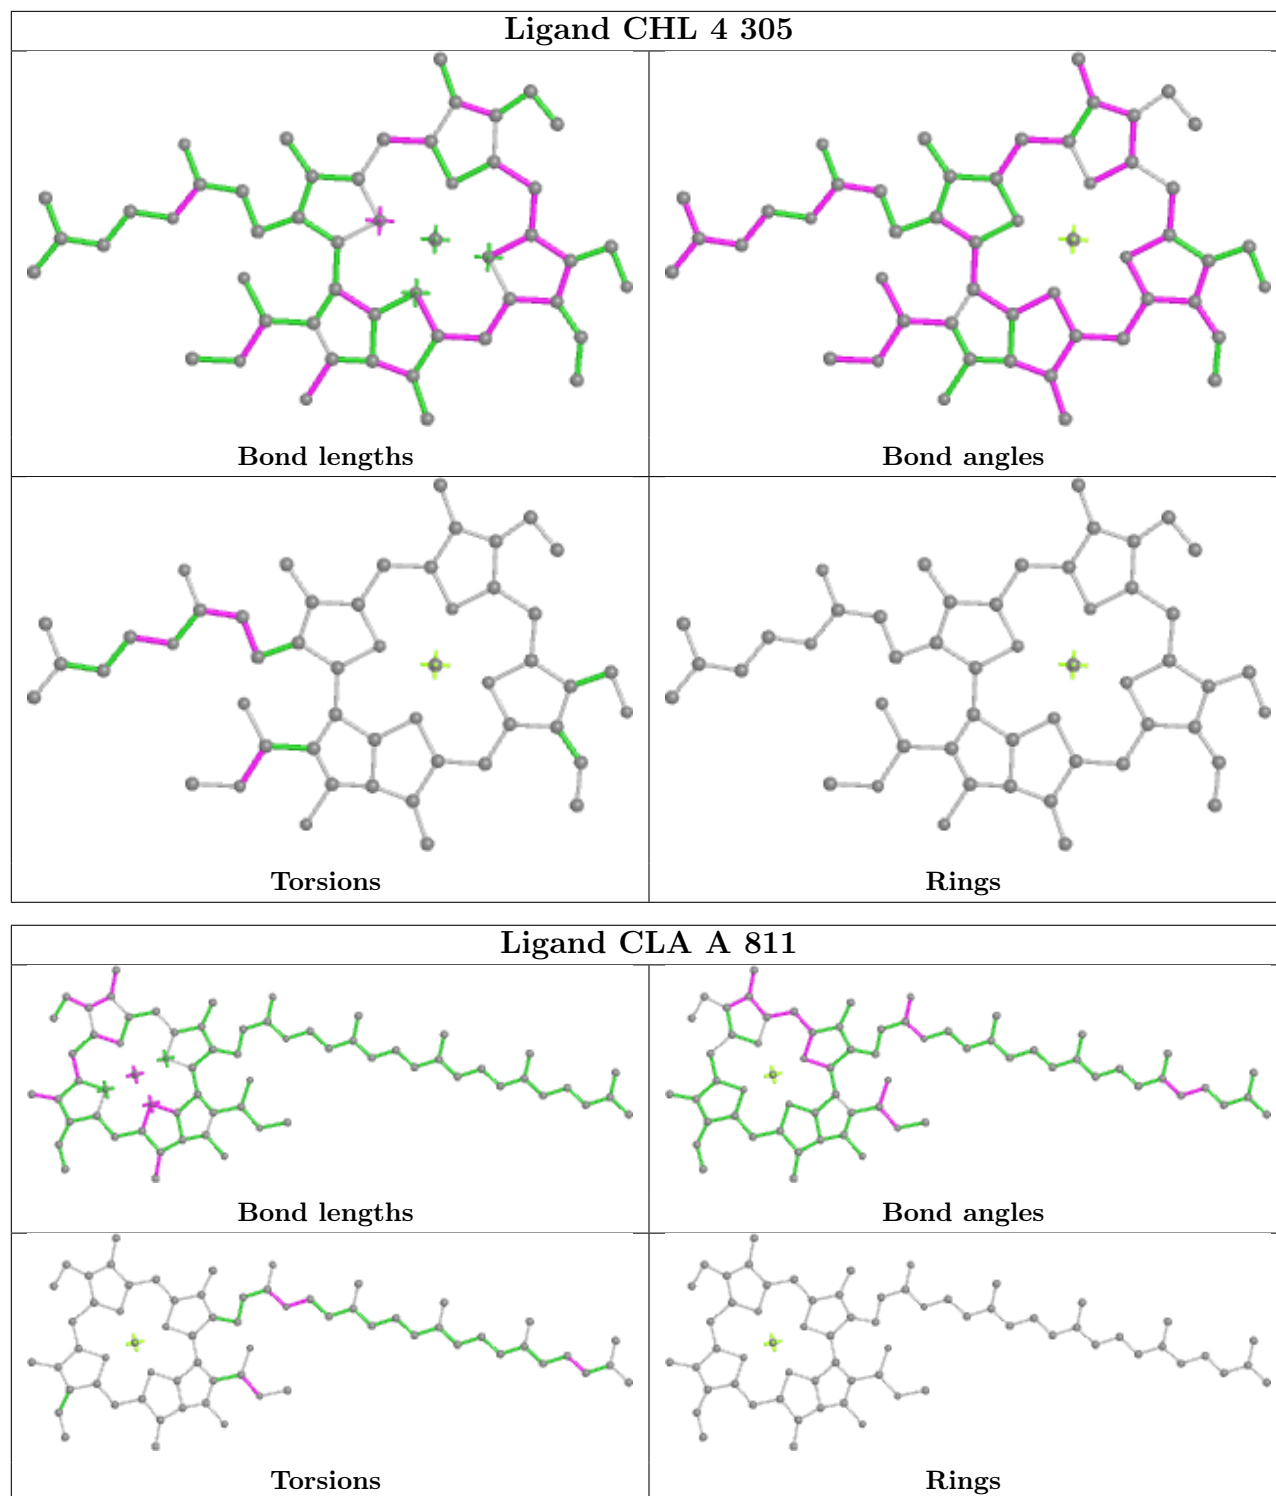 Ligand CHL 4 305
Bond lengths
Bond angles
Torsions
Rings
Ligand CLA A 811
Bond lengths
Bond angles
Torsions
Rings